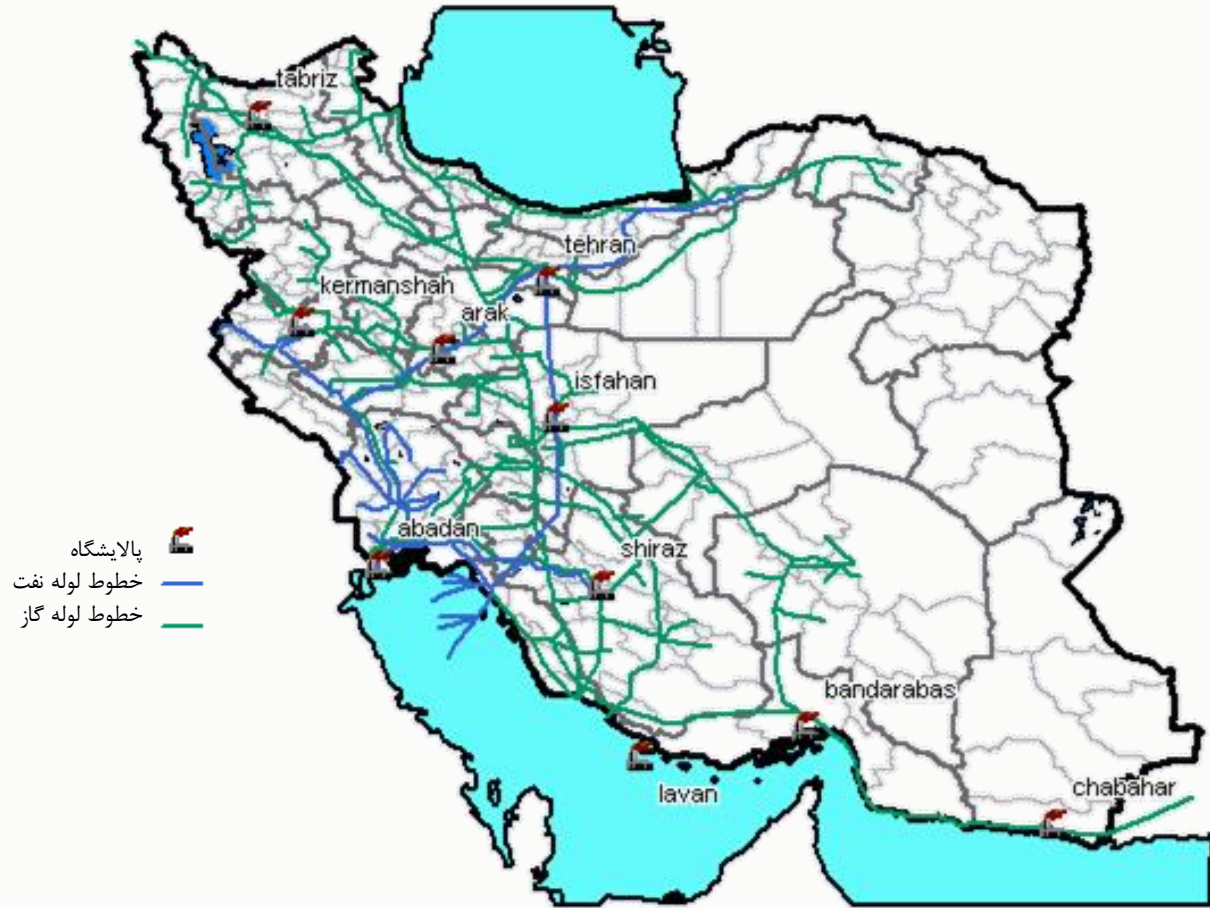 tabriz
tehran
kermanshah
arak
isfahan
abadan
shiraz
bandarabas
chabahar
lavan
پالایشگاه
خطوط لوله نفت
خطوط لوله گاز